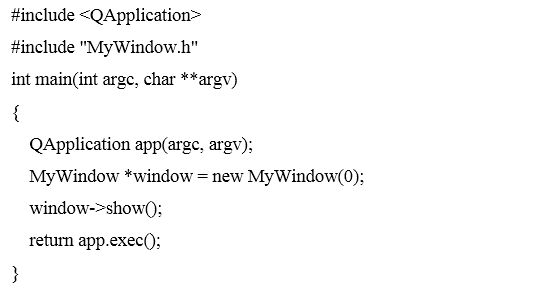 #include <QApplication>
#include "MyWindow.h"
int main(int argc, char **argv)
{
QApplication app(argc, argv);
MyWindow *window = new MyWindow(0);
window->show();
return app.exec();
}